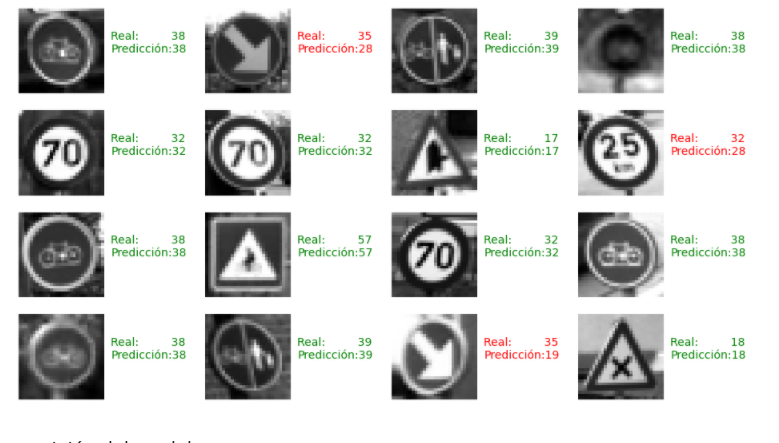 Real: 38
Predicción:38
Real: 35
Predicción:28
Real: 39
Predicción:39
Real: 38
Predicción:38
70
Real: 32
Predicción:32
70
Real: 32
Predicción:32
Real: 17
Predicción:17
25
km
Real: 32
Predicción:28
Real: 38
Predicción:38
Real: 57
Predicción:57
70
Real: 32
Predicción:32
Real: 38
Predicción:38
Real: 38
Predicción:38
Real: 39
Predicción:39
Real: 35
Predicción:19
Real: 18
Predicción:18